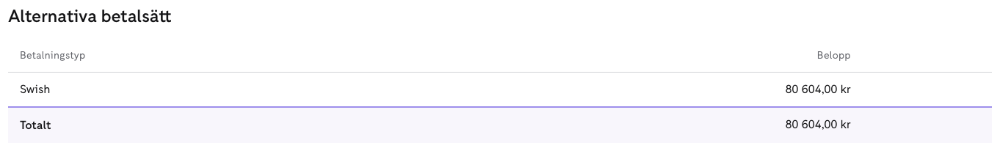 Alternativa betalsätt
Betalningstyp Belopp
Swish 80 604,00 kr
Totalt 80 604,00 kr